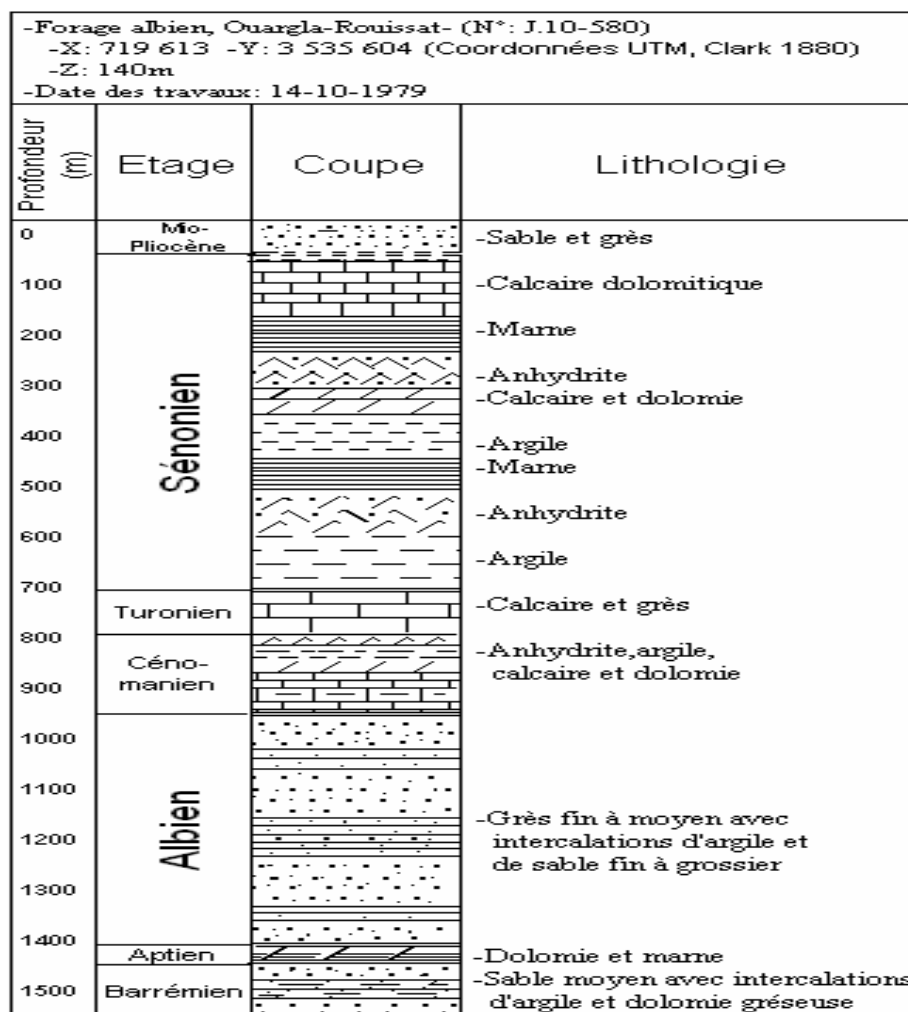 -Forage albien, Ouargla-Rouissat- (N°: J.10-580)
-X: 719 613 -Y: 3 535 604 (Coordonnées UTM, Clark 1880)
-Z: 140m
-Date des travaux: 14-10-1979
Profondeur (m)
Etage
Coupe
Lithologie
0
100
200
300
400
500
600
700
800
900
1000
1100
1200
1300
1400
1500
Mio-
Pliocène
Sénonien
Turonien
Céno-
manien
Albien
Aptien
Barrémien
-Sable et grès
-Calcaire dolomitique
-Marne
-Anhydrite
-Calcaire et dolomie
-Argile
-Marne
-Anhydrite
-Argile
-Calcaire et grès
-Anhydrite,argile,
calcaire et dolomie
-Grès fin à moyen avec
intercalations d'argile et
de sable fin à grossier
-Dolomie et marne
-Sable moyen avec intercalations
d'argile et dolomie gréseuse